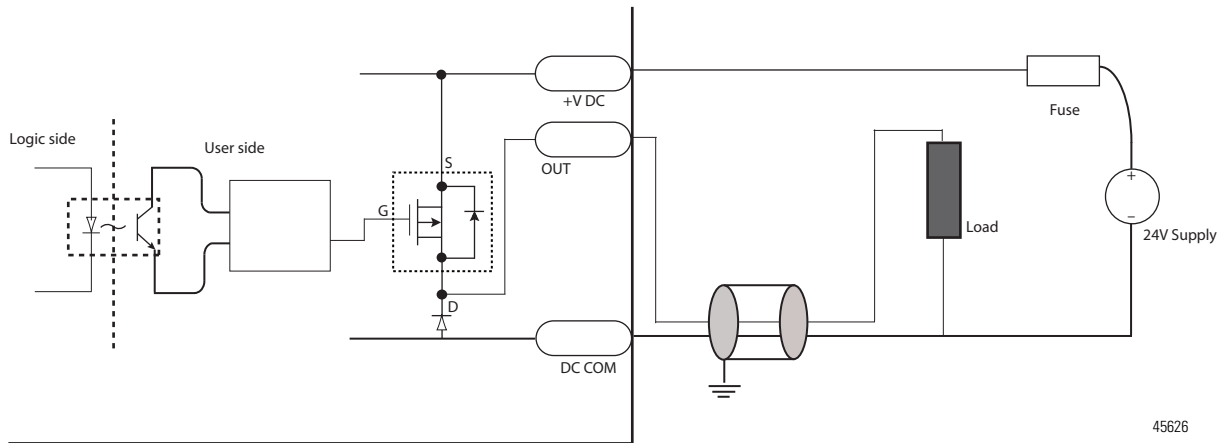 +V DC
Fuse
Logic side
User side
OUT
S
G
Load
+
−
24V Supply
D
DC COM
45626